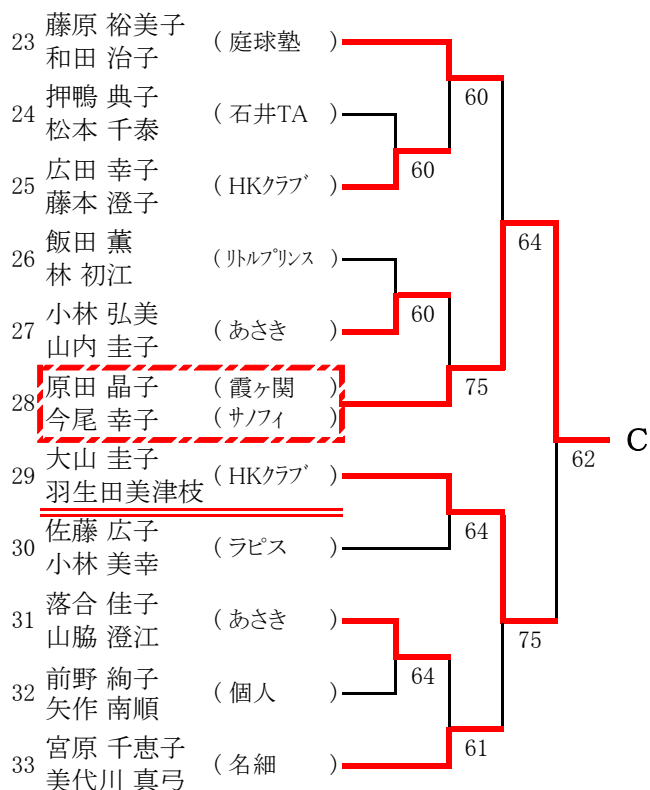 23 藤原 裕美子 ( 庭球塾 )
和田 治子
60
24 押鴨 典子 ( 石井TA )
松本 千泰
60
25 広田 幸子 ( HKクラブ )
藤本 澄子
64
26 飯田 薫 ( リトルプリンス )
林 初江
60
27 小林 弘美 ( あさき )
山内 圭子
75
28 原田 晶子 ( 霞ヶ関 )
今尾 幸子 ( サノフィ )
62 C
29 大山 圭子 ( HKクラブ )
羽生田美津枝
64
30 佐藤 広子 ( ラピス )
小林 美幸
31 落合 佳子 ( あさき )
山脇 澄江
75
64
32 前野 絢子 ( 個人 )
矢作 南順
61
33 宮原 千恵子 ( 名細 )
美代川 真弓